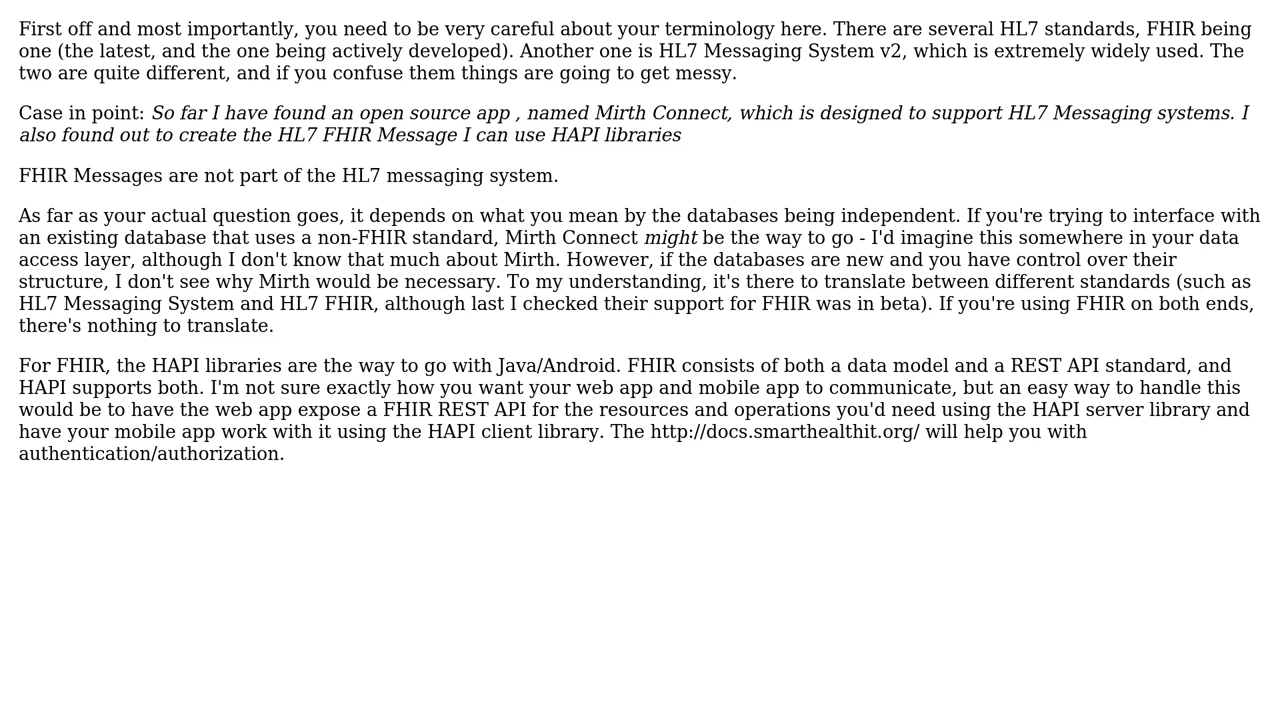 First off and most importantly, you need to be very careful about your terminology here. There are several HL7 standards, FHIR being
one (the latest, and the one being actively developed). Another one is HL7 Messaging System v2, which is extremely widely used. The
two are quite different, and if you confuse them things are going to get messy.
Case in point: So far I have found an open source app , named Mirth Connect, which is designed to support HL7 Messaging systems. I
also found out to create the HL7 FHIR Message I can use HAPI libraries
FHIR Messages are not part of the HL7 messaging system.
As far as your actual question goes, it depends on what you mean by the databases being independent. If you're trying to interface with
an existing database that uses a non-FHIR standard, Mirth Connect might be the way to go - I'd imagine this somewhere in your data
access layer, although I don't know that much about Mirth. However, if the databases are new and you have control over their
structure, I don't see why Mirth would be necessary. To my understanding, it's there to translate between different standards (such as
HL7 Messaging System and HL7 FHIR, although last I checked their support for FHIR was in beta). If you're using FHIR on both ends,
there's nothing to translate.
For FHIR, the HAPI libraries are the way to go with Java/Android. FHIR consists of both a data model and a REST API standard, and
HAPI supports both. I'm not sure exactly how you want your web app and mobile app to communicate, but an easy way to handle this
would be to have the web app expose a FHIR REST API for the resources and operations you'd need using the HAPI server library and
have your mobile app work with it using the HAPI client library. The http://docs.smarthealthit.org/ will help you with
authentication/authorization.